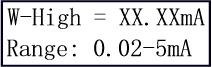 W-High = XX.XXmA
Range: 0.02-5mA